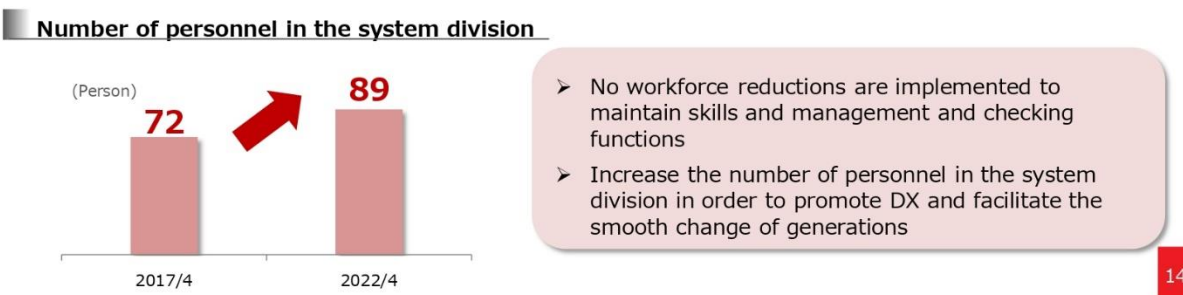 Number of personnel in the system division
(Person)
72
89
2017/4
2022/4
➢ No workforce reductions are implemented to
maintain skills and management and checking
functions
➢ Increase the number of personnel in the system
division in order to promote DX and facilitate the
smooth change of generations
14